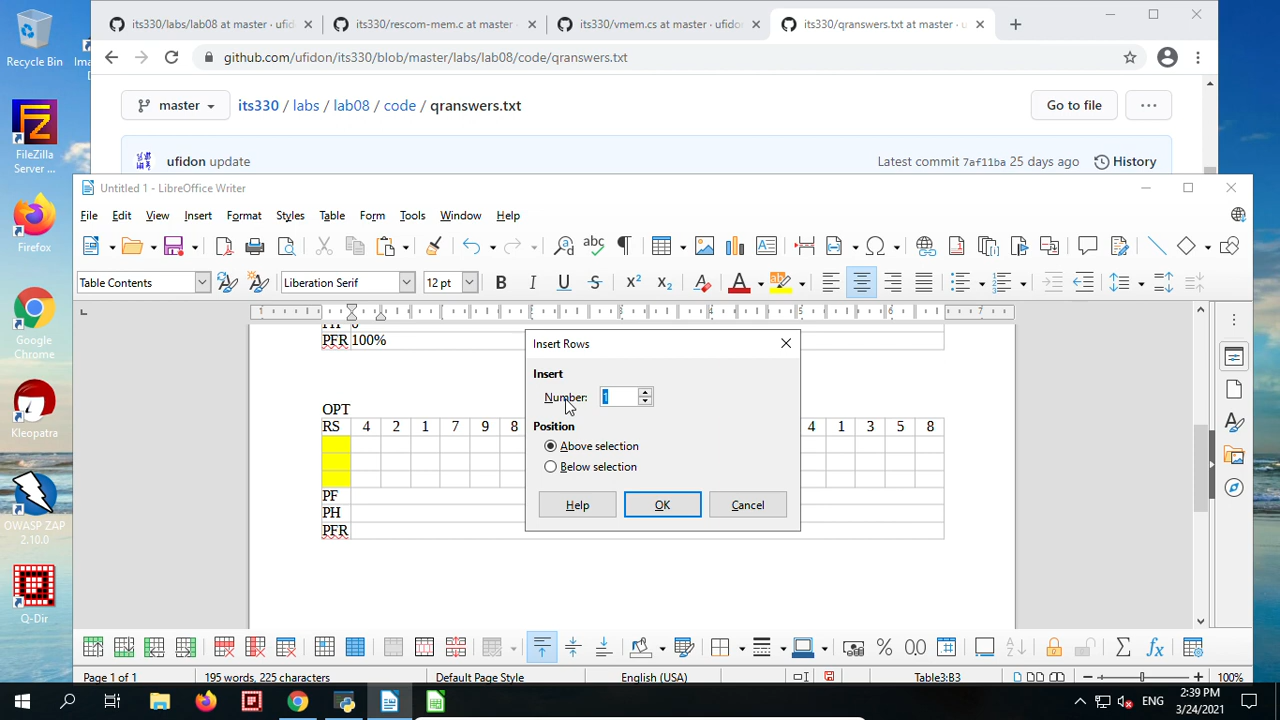 Recycle Bin
FileZilla
Server ...
Firefox
Google
Chrome
Kleopatra
OWASP ZAP
2.10.0
Q-Dir
its330/labs/lab08 at master · ufid
its330/rescom-mem.c at master
its330/vmem.cs at master · ufido
its330/qranswers.txt at master · u
github.com/ufidon/its330/blob/master/labs/lab08/code/qranswers.txt
master
its330 / labs / lab08 / code / qranswers.txt
Go to file
...
ufidon update
Latest commit 7af11ba 25 days ago
History
Untitled 1 - LibreOffice Writer
File Edit View Insert Format Styles Table Form Tools Window Help
Table Contents
Liberation Serif
12 pt
PFR 100%
OPT
RS 4 2 1 7 9 8 4 1 3 5 8
PF
PH
PFR
Insert Rows
Insert
Number: 1
Position
Above selection
Below selection
Help
OK
Cancel
Page 1 of 1
195 words, 225 characters
Default Page Style
English (USA)
Table3:B3
100%
ENG
2:39 PM
3/24/2021